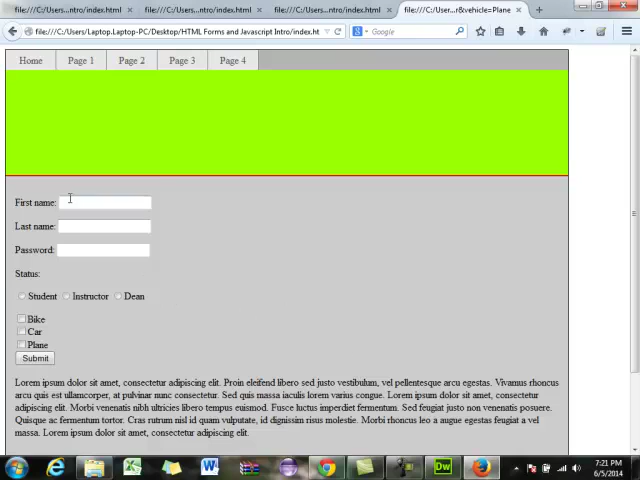 file:///C:/Users...ntro/index.html
file:///C:/Users...ntro/index.html
file:///C:/Users...ntro/index.html
file:///C:/User...r&vehicle=Plane
file:///C:/Users/Laptop.Laptop-PC/Desktop/HTML Forms and Javascript Intro/index.ht
Google
Home Page 1 Page 2 Page 3 Page 4
First name:
Last name:
Password:
Status:
Student Instructor Dean
Bike
Car
Plane
Submit
Lorem ipsum dolor sit amet, consectetur adipiscing elit. Proin eleifend libero sed justo vestibulum, vel pellentesque arcu egestas. Vivamus rhoncus
arcu quis est ullamcorper ultrices, at pulvinar nunc consectetur. Sed quis massa iaculis varius congue. Lorem ipsum dolor sit amet, consectetur
adipiscing elit. Morbi venenatis nibh ultricies libero tempus euismod. Fusce luctus imperdiet fermentum. Sed feugiat justo non venenatis posuere.
Quisque id condimentum tortor. Cras rutrum sit id quam vulputate, id dignissim risus molestie. Morbi rhoncus leo a augue egestas fermentum vel
massa. Lorem ipsum dolor sit amet, consectetur adipiscing elit.
Dw
7:21 PM
6/5/2014